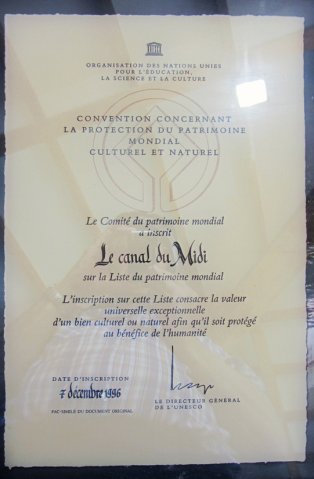 ORGANISATION DES NATIONS UNIES
POUR L'ÉDUCATION,
LA SCIENCE ET LA CULTURE
CONVENTION CONCERNANT
LA PROTECTION DU PATRIMOINE
MONDIAL
CULTUREL ET NATUREL
Le Comité du patrimoine mondial
a inscrit
Le canal du Midi
sur la Liste du patrimoine mondial
L'inscription sur cette Liste consacre la valeur
universelle exceptionnelle
d'un bien culturel ou naturel afin qu'il soit protégé
au bénéfice de l'humanité
DATE D'INSCRIPTION
7 décembre 1996
FAC-SIMILÉ DU DOCUMENT ORIGINAL
LE DIRECTEUR GÉNÉRAL
DE L'UNESCO